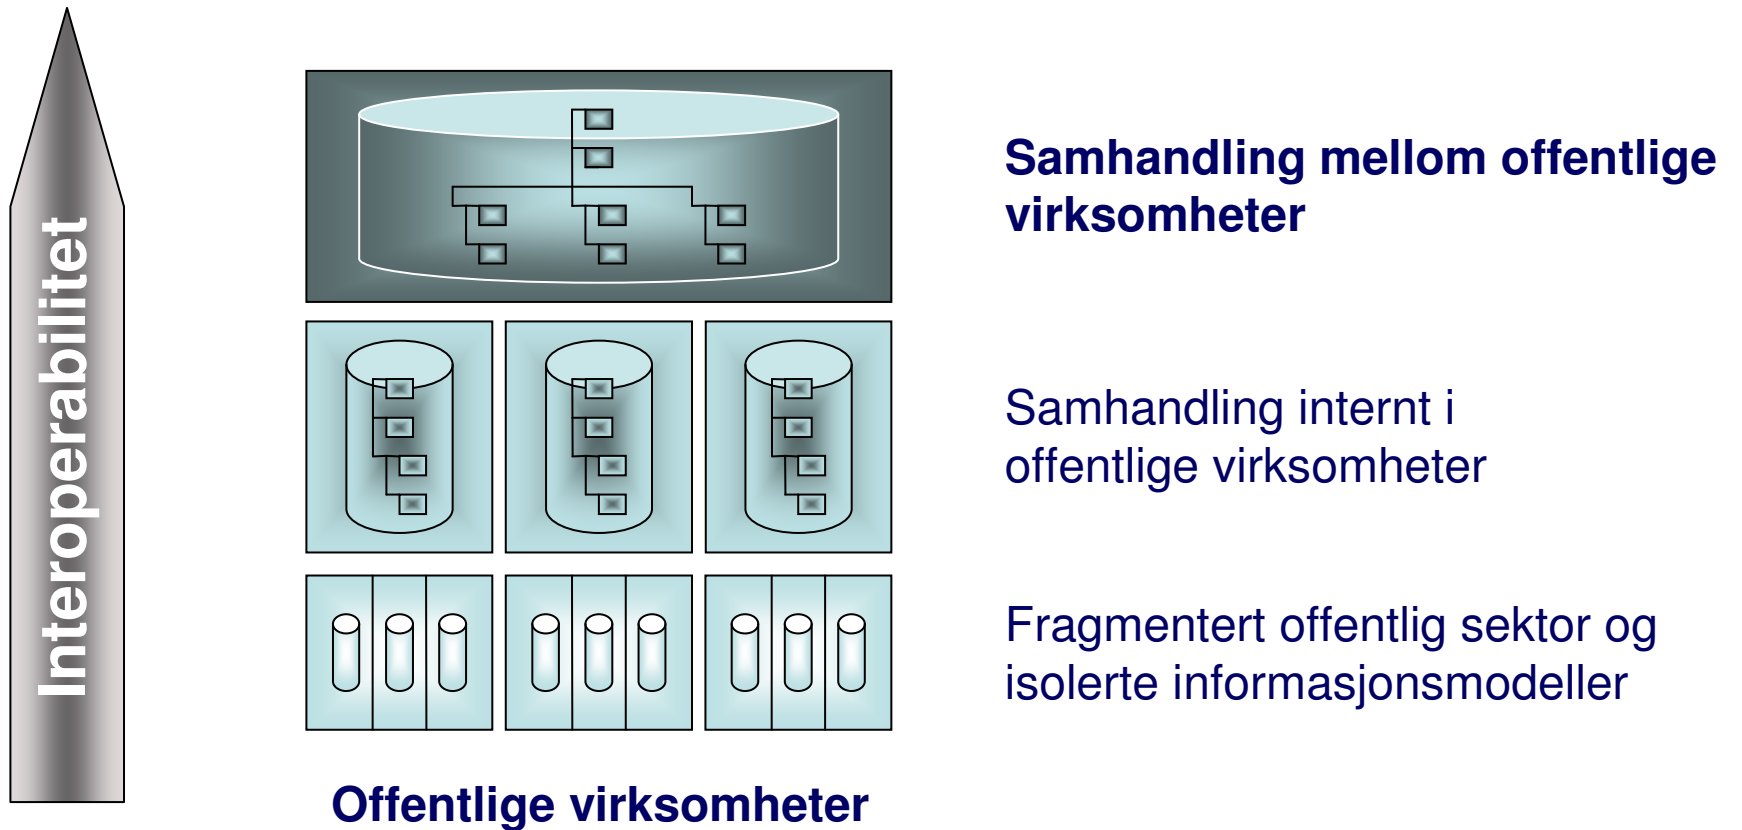 Interoperabilitet
Samhandling mellom offentlige
virksomheter
Samhandling internt i
offentlige virksomheter
Fragmentert offentlig sektor og
isolerte informasjonsmodeller
Offentlige virksomheter